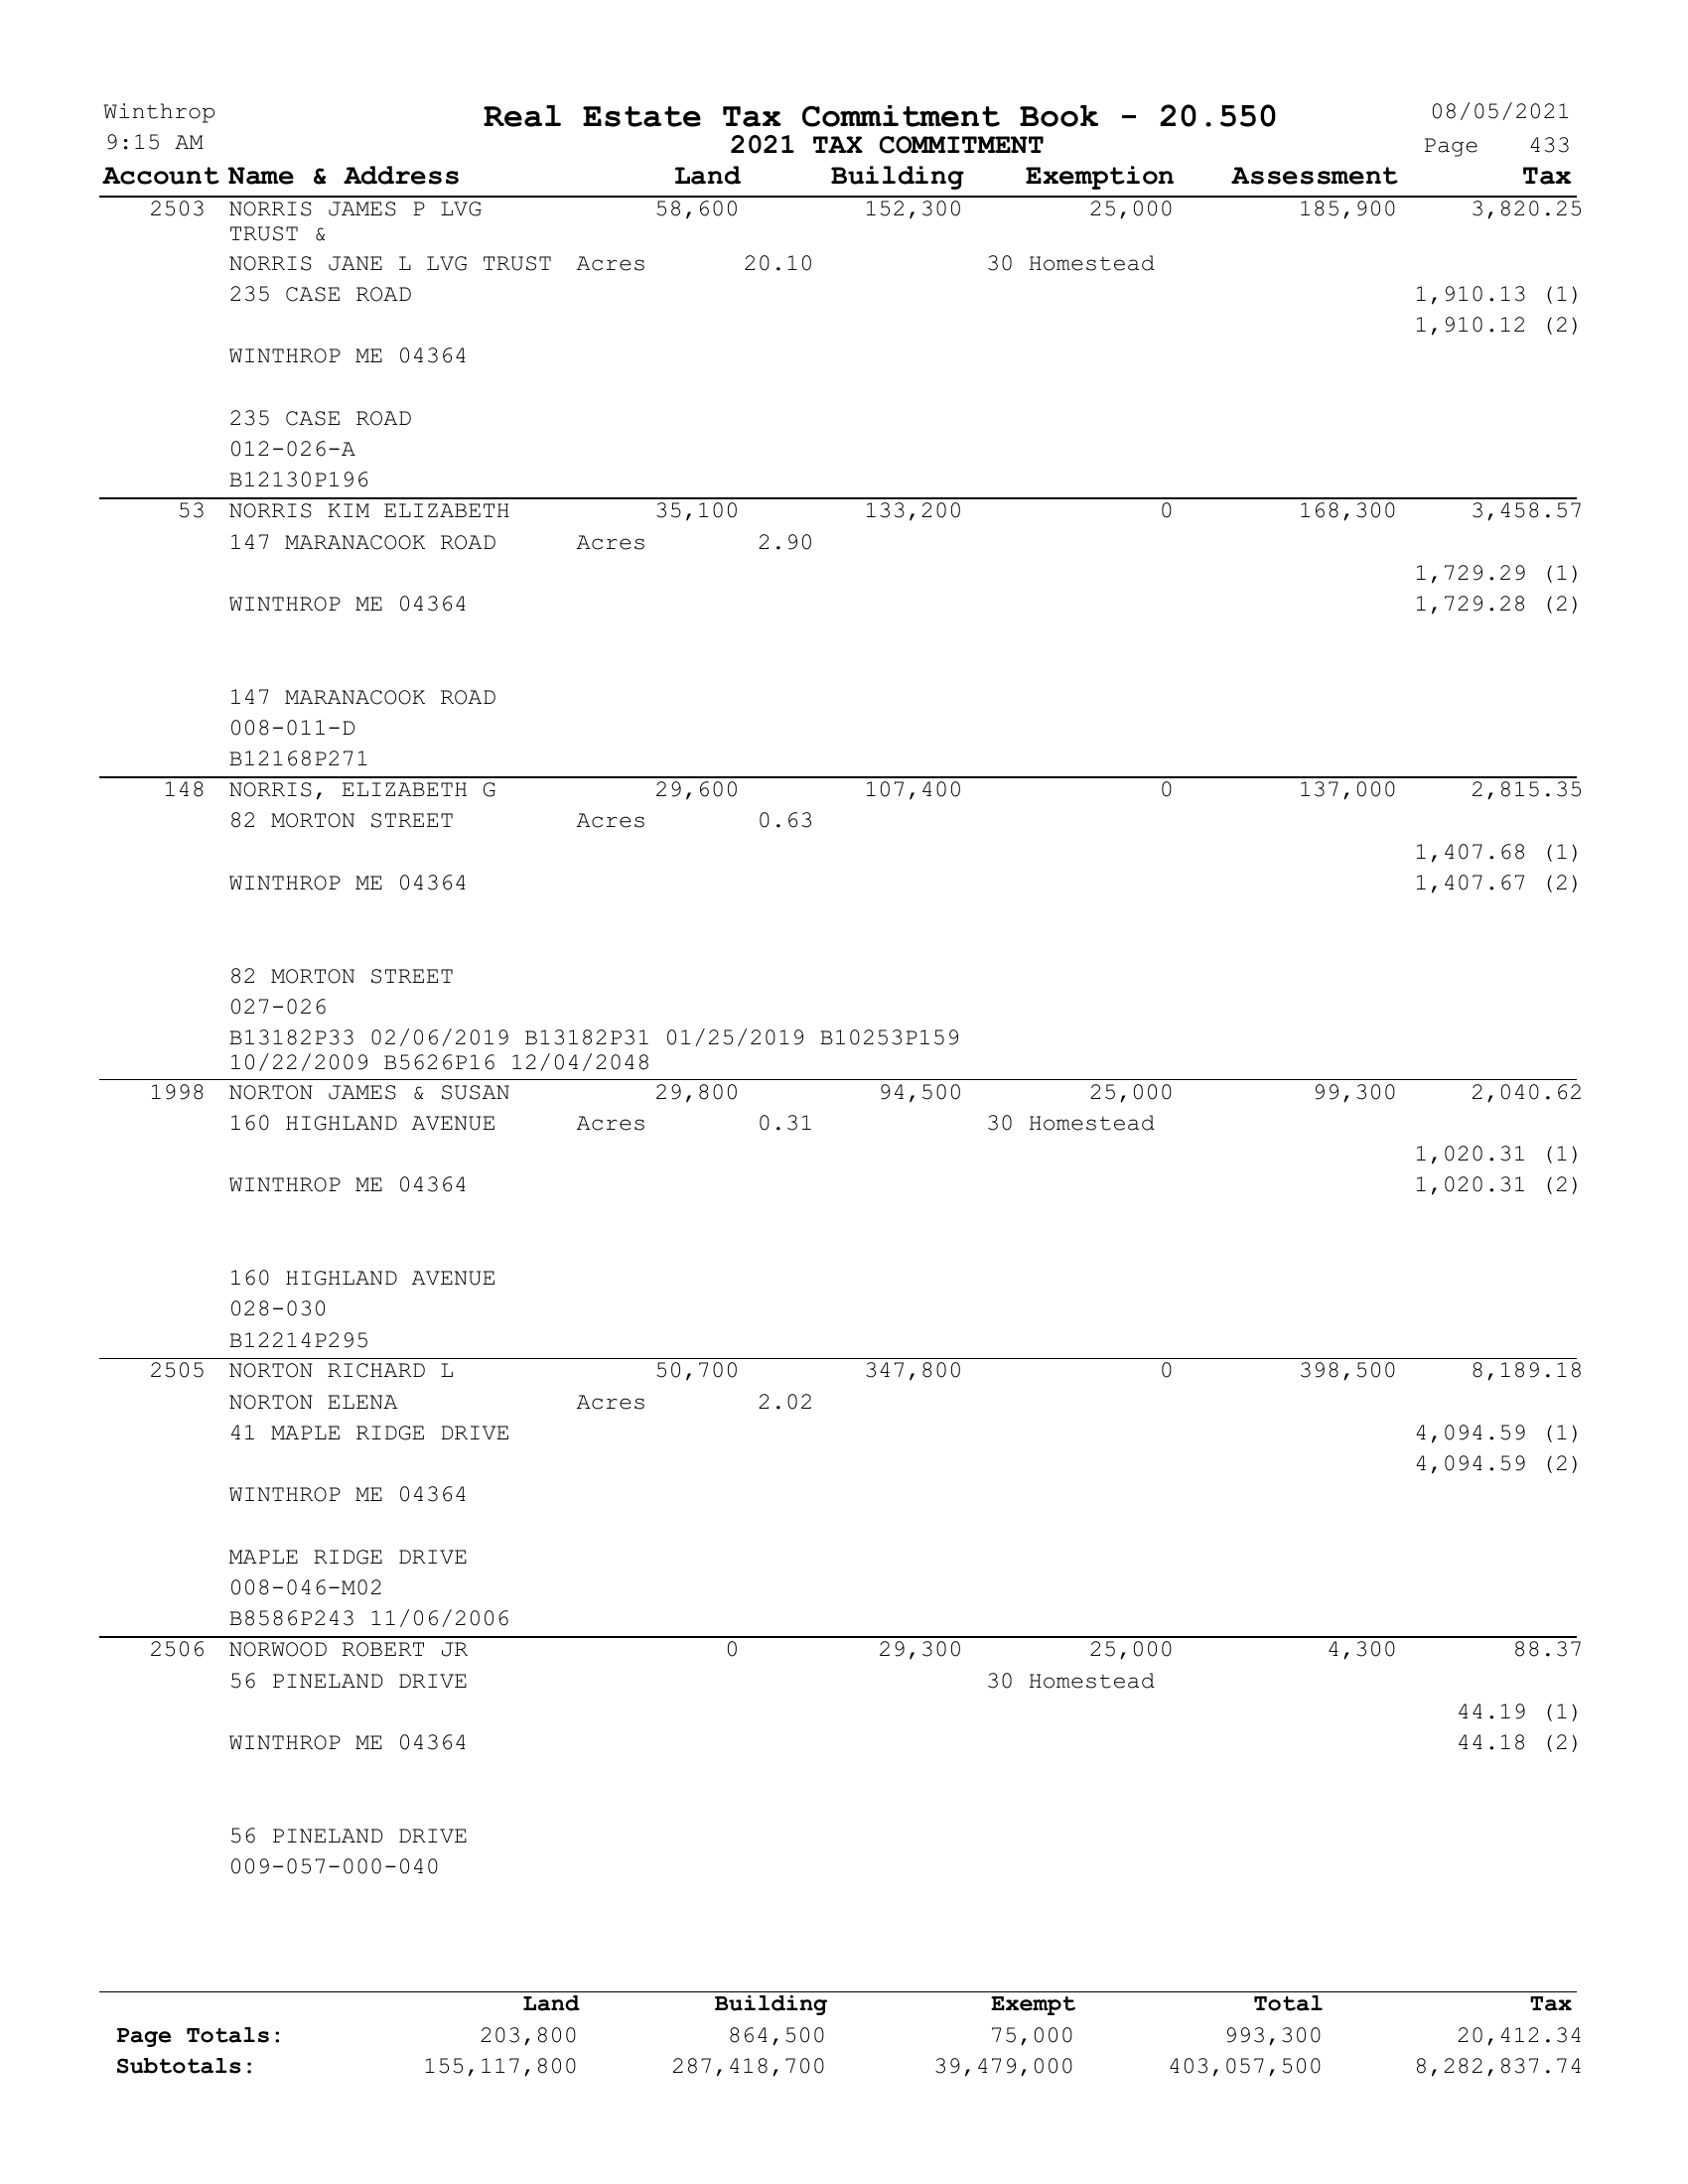 Winthrop Real Estate Tax Commitment Book - 20.550 08/05/2021
9:15 AM 2021 TAX COMMITMENT Page 433
Account Name & Address Land Building Exemption Assessment Tax
2503 NORRIS JAMES P LVG 58,600 152,300 25,000 185,900 3,820.25
TRUST &
NORRIS JANE L LVG TRUST Acres 20.10 30 Homestead
235 CASE ROAD 1,910.13 (1)
1,910.12 (2)
WINTHROP ME 04364
235 CASE ROAD
012-026-A
B12130P196
53 NORRIS KIM ELIZABETH 35,100 133,200 0 168,300 3,458.57
147 MARANACOOK ROAD Acres 2.90
1,729.29 (1)
WINTHROP ME 04364 1,729.28 (2)
147 MARANACOOK ROAD
008-011-D
B12168P271
148 NORRIS, ELIZABETH G 29,600 107,400 0 137,000 2,815.35
82 MORTON STREET Acres 0.63
1,407.68 (1)
WINTHROP ME 04364 1,407.67 (2)
82 MORTON STREET
027-026
B13182P33 02/06/2019 B13182P31 01/25/2019 B10253P159
10/22/2009 B5626P16 12/04/2048
1998 NORTON JAMES & SUSAN 29,800 94,500 25,000 99,300 2,040.62
160 HIGHLAND AVENUE Acres 0.31 30 Homestead
1,020.31 (1)
WINTHROP ME 04364 1,020.31 (2)
160 HIGHLAND AVENUE
028-030
B12214P295
2505 NORTON RICHARD L 50,700 347,800 0 398,500 8,189.18
NORTON ELENA Acres 2.02
41 MAPLE RIDGE DRIVE 4,094.59 (1)
4,094.59 (2)
WINTHROP ME 04364
MAPLE RIDGE DRIVE
008-046-M02
B8586P243 11/06/2006
2506 NORWOOD ROBERT JR 0 29,300 25,000 4,300 88.37
56 PINELAND DRIVE 30 Homestead
44.19 (1)
WINTHROP ME 04364 44.18 (2)
56 PINELAND DRIVE
009-057-000-040
Land Building Exempt Total Tax
Page Totals: 203,800 864,500 75,000 993,300 20,412.34
Subtotals: 155,117,800 287,418,700 39,479,000 403,057,500 8,282,837.74